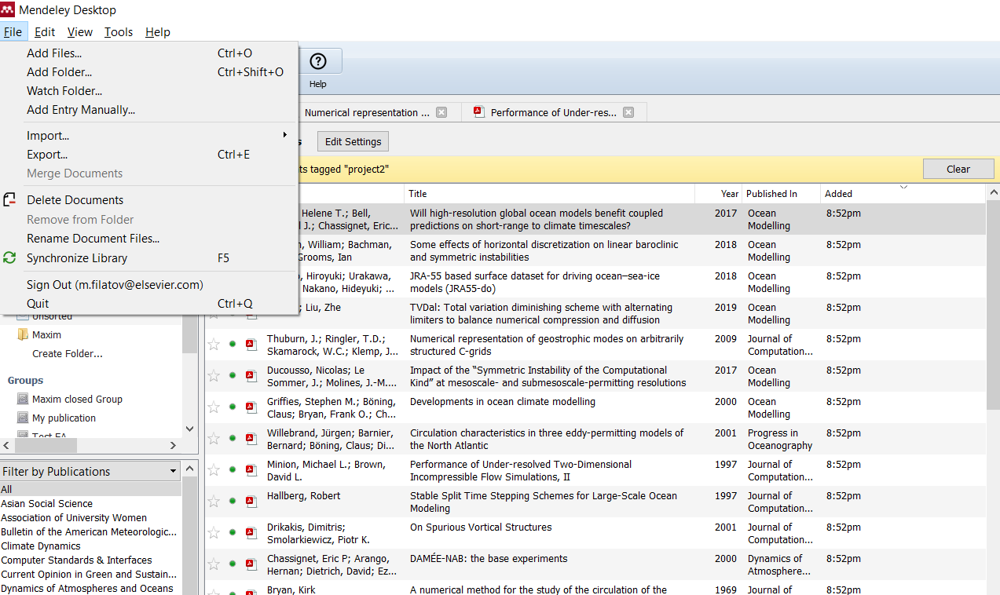 Mendeley Desktop
File Edit View Tools Help
Add Files... Ctrl+O
Add Folder... Ctrl+Shift+O
Watch Folder...
Add Entry Manually...
Import...
Export... Ctrl+E
Merge Documents
Delete Documents
Remove from Folder
Rename Document Files...
Synchronize Library F5
Sign Out (m.filatov@elsevier.com)
Quit Ctrl+Q
Help
Numerical representation ... Performance of Under-res...
Edit Settings
tagged "project2" Clear
Title Year Published In Added
Helene T.; Bell, Will high-resolution global ocean models benefit coupled 2017 Ocean 8:52pm
J.; Chassignet, Eric... predictions on short-range to climate timescales? Modelling
William; Bachman, Some effects of horizontal discretization on linear baroclinic 2018 Ocean 8:52pm
Grooms, Ian and symmetric instabilities Modelling
Hiroyuki; Urakawa, JRA-55 based surface dataset for driving ocean–sea-ice 2018 Ocean 8:52pm
Nakano, Hideyuki; ... models (JRA55-do) Modelling
Liu, Zhe TVDal: Total variation diminishing scheme with alternating 2019 Ocean 8:52pm
limiters to balance numerical compression and diffusion Modelling
Thuburn, J.; Ringler, T.D.; Numerical representation of geostrophic modes on arbitrarily 2009 Journal of 8:52pm
Skamarock, W.C.; Klemp, J... structured C-grids Computation...
Ducousso, Nicolas; Le Impact of the “Symmetric Instability of the Computational 2017 Ocean 8:52pm
Sommer, J.; Molines, J.-M.... Kind” at mesoscale- and submesoscale-permitting resolutions Modelling
Griffies, Stephen M.; Böning, Developments in ocean climate modelling 2000 Ocean 8:52pm
Claus; Bryan, Frank O.; Ch... Modelling
Willebrand, Jürgen; Barnier, Circulation characteristics in three eddy-permitting models of 2001 Progress in 8:52pm
Bernard; Böning, Claus; Di... the North Atlantic Oceanography
Minion, Michael L.; Brown, Performance of Under-resolved Two-Dimensional 1997 Journal of 8:52pm
David L. Incompressible Flow Simulations, II Computation...
Hallberg, Robert Stable Split Time Stepping Schemes for Large-Scale Ocean 1997 Journal of 8:52pm
Modeling Computation...
Drikakis, Dimitris; On Spurious Vortical Structures 2001 Journal of 8:52pm
Smolarkiewicz, Piotr K. Computation...
Chassignet, Eric P; Arango, DAMÉE-NAB: the base experiments 2000 Dynamics of 8:52pm
Hernan; Dietrich, David; Ez... Atmosphere...
Bryan, Kirk A numerical method for the study of the circulation of the 1969 Journal of 8:52pm
Unsorted
Maxim
Create Folder...
Groups
Maxim closed Group
My publication
Test EA
Filter by Publications
All
Asian Social Science
Association of University Women
Bulletin of the American Meteorologic...
Climate Dynamics
Computer Standards & Interfaces
Current Opinion in Green and Sustain...
Dynamics of Atmospheres and Oceans